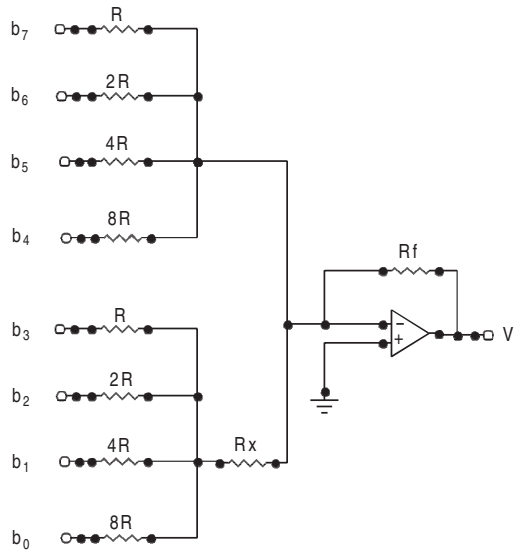 b7 R
b6 2R
b5 4R
b4 8R
Rf
− +
V
b3 R
b2 2R
b1 4R Rx
b0 8R